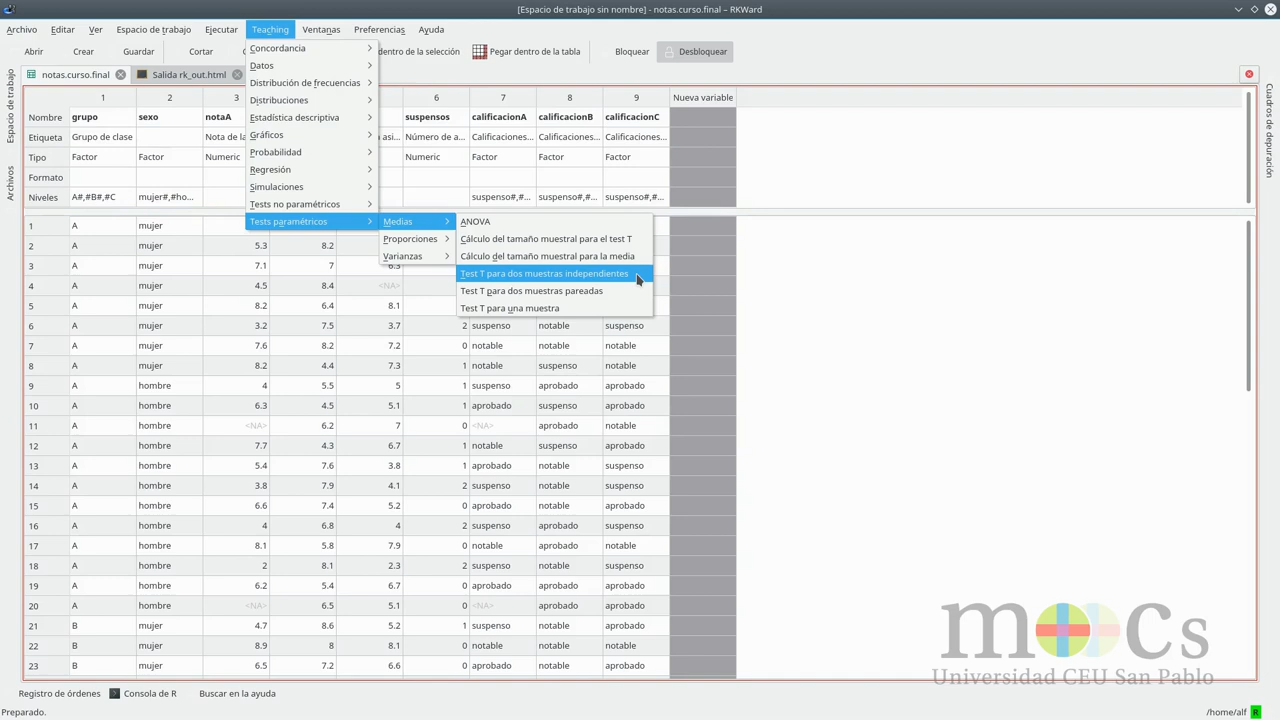 [Espacio de trabajo sin nombre] - notas.curso.final – RKWard
Archivo Editar Ver Espacio de trabajo Ejecutar Teaching Ventanas Preferencias Ayuda
Abrir Crear Guardar Cortar dentro de la selección Pegar dentro de la tabla Bloquear Desbloquear
notas.curso.final Salida rk_out.html
Espacio de trabajo
Archivos
Cuadros de depuración
Concordancia
Datos
Distribución de frecuencias
Distribuciones
Estadística descriptiva
Gráficos
Probabilidad
Regresión
Simulaciones
Tests no paramétricos
Tests paramétricos
Medias
Proporciones
Varianzas
ANOVA
Cálculo del tamaño muestral para el test T
Cálculo del tamaño muestral para la media
Test T para dos muestras independientes
Test T para dos muestras pareadas
Test T para una muestra
1 2 3 6 7 8 9 Nueva variable
Nombre grupo sexo notaA suspensos calificacionA calificacionB calificacionC
Etiqueta Grupo de clase Nota de la asi... Número de a... Calificaciones... Calificaciones... Calificaciones...
Tipo Factor Factor Numeric Numeric Factor Factor Factor
Formato
Niveles A#,#B#,#C mujer#,#ho... suspenso#,#... suspenso#,#... suspenso#,#...
1 A mujer
2 A mujer 5.3 8.2
3 A mujer 7.1 7 6.3
4 A mujer 4.5 8.4 <NA>
5 A mujer 8.2 6.4 8.1
6 A mujer 3.2 7.5 3.7 2 suspenso notable suspenso
7 A mujer 7.6 8.2 7.2 0 notable notable notable
8 A mujer 8.2 4.4 7.3 1 notable suspenso notable
9 A hombre 4 5.5 5 1 suspenso aprobado aprobado
10 A hombre 6.3 4.5 5.1 1 aprobado suspenso aprobado
11 A hombre <NA> 6.2 7 0 <NA> aprobado notable
12 A hombre 7.7 4.3 6.7 1 notable suspenso aprobado
13 A hombre 5.4 7.6 3.8 1 aprobado notable suspenso
14 A hombre 3.8 7.9 4.1 2 suspenso notable suspenso
15 A hombre 6.6 7.4 5.2 0 aprobado notable aprobado
16 A hombre 4 6.8 4 2 suspenso aprobado suspenso
17 A hombre 8.1 5.8 7.9 0 notable aprobado notable
18 A hombre 2 8.1 2.3 2 suspenso notable suspenso
19 A hombre 6.2 5.4 6.7 0 aprobado aprobado aprobado
20 A hombre <NA> 6.5 5.1 0 <NA> aprobado aprobado
21 B mujer 4.7 8.6 5.2 1 suspenso notable aprobado
22 B mujer 8.9 8 8.1 0 notable notable notable
23 B mujer 6.5 7.2 6.6 0 aprobado notable aprobado
Universidad CEU San Pablo
Registro de órdenes Consola de R Buscar en la ayuda
Preparado. /home/alf R